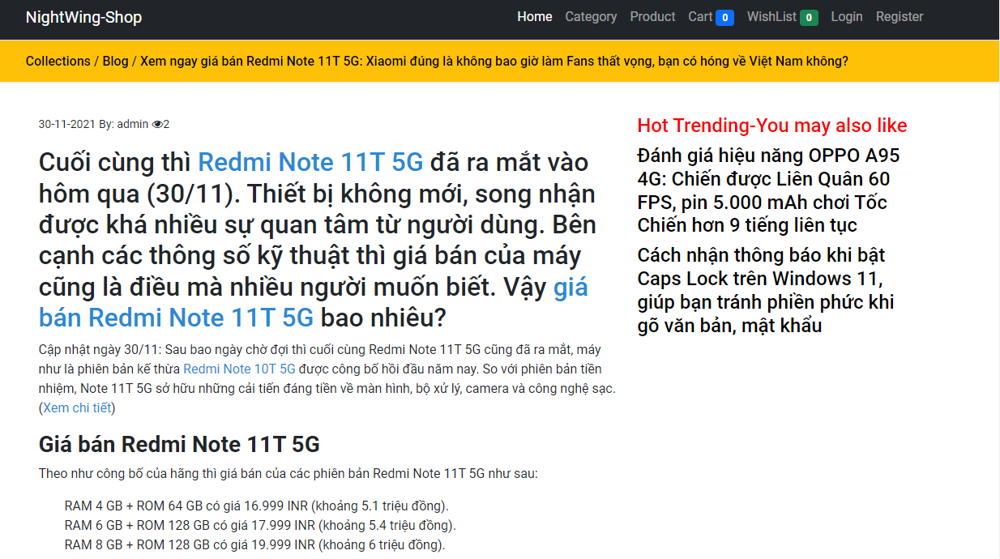 NightWing-Shop
Home Category Product Cart 0 WishList 0 Login Register
Collections / Blog / Xem ngay giá bán Redmi Note 11T 5G: Xiaomi đúng là không bao giờ làm Fans thất vọng, bạn có hóng về Việt Nam không?
30-11-2021 By: admin 2
Cuối cùng thì Redmi Note 11T 5G đã ra mắt vào
hôm qua (30/11). Thiết bị không mới, song nhận
được khá nhiều sự quan tâm từ người dùng. Bên
cạnh các thông số kỹ thuật thì giá bán của máy
cũng là điều mà nhiều người muốn biết. Vậy giá
bán Redmi Note 11T 5G bao nhiêu?
Cập nhật ngày 30/11: Sau bao ngày chờ đợi thì cuối cùng Redmi Note 11T 5G cũng đã ra mắt, máy
như là phiên bản kế thừa Redmi Note 10T 5G được công bố hồi đầu năm nay. So với phiên bản tiền
nhiệm, Note 11T 5G sở hữu những cải tiến đáng tiền về màn hình, bộ xử lý, camera và công nghệ sạc.
(Xem chi tiết)
Giá bán Redmi Note 11T 5G
Theo như công bố của hãng thì giá bán của các phiên bản Redmi Note 11T 5G như sau:
RAM 4 GB + ROM 64 GB có giá 16.999 INR (khoảng 5.1 triệu đồng).
RAM 6 GB + ROM 128 GB có giá 17.999 INR (khoảng 5.4 triệu đồng).
RAM 8 GB + ROM 128 GB có giá 19.999 INR (khoảng 6 triệu đồng).
Hot Trending-You may also like
Đánh giá hiệu năng OPPO A95
4G: Chiến được Liên Quân 60
FPS, pin 5.000 mAh chơi Tốc
Chiến hơn 9 tiếng liên tục
Cách nhận thông báo khi bật
Caps Lock trên Windows 11,
giúp bạn tránh phiền phức khi
gõ văn bản, mật khẩu